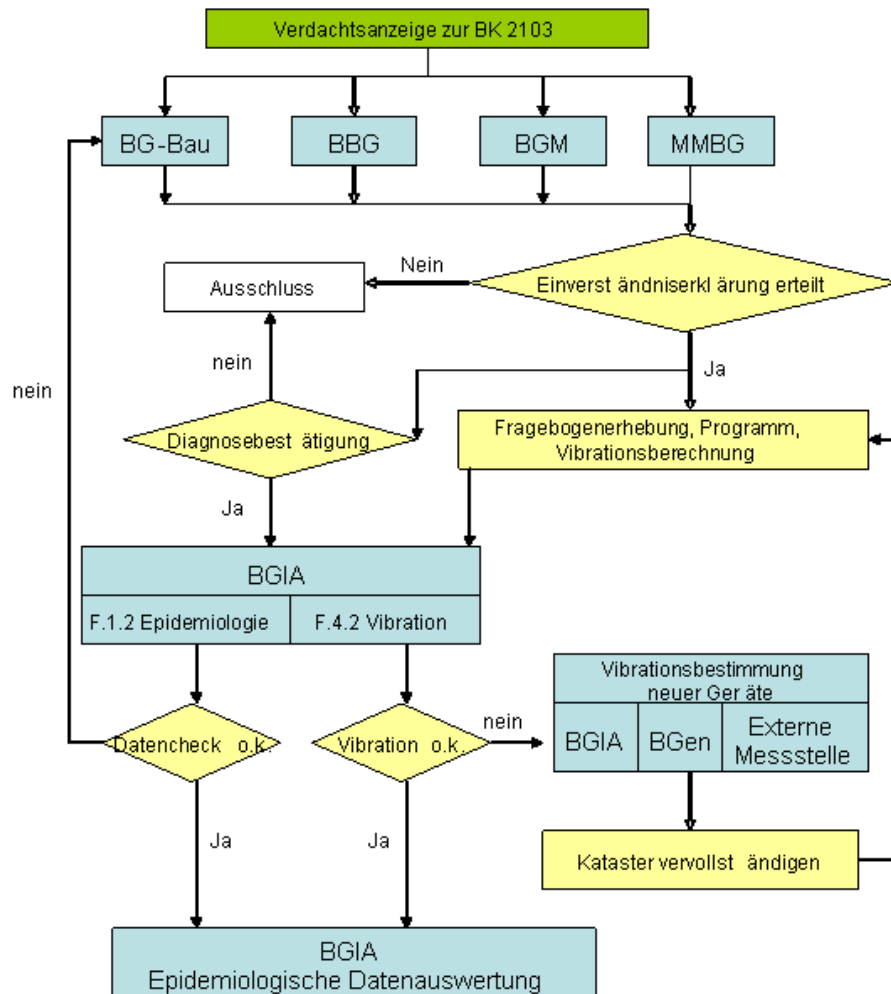 Verdachtsanzeige zur BK 2103
BG-Bau
BBG
BGM
MMBG
Nein
Einverst ändniserkl ärung erteilt
Ausschluss
nein
Ja
nein
Diagnosebest ätigung
Fragebogenerhebung, Programm,
Vibrationsberechnung
Ja
BGIA
F.1.2 Epidemiologie
F.4.2 Vibration
Vibrationsbestimmung
neuer Ger äte
nein
BGIA
BGen
Externe
Messstelle
Datencheck o.k.
Vibration o.k.
Ja
Ja
Kataster vervollst ändigen
BGIA
Epidemiologische Datenauswertung